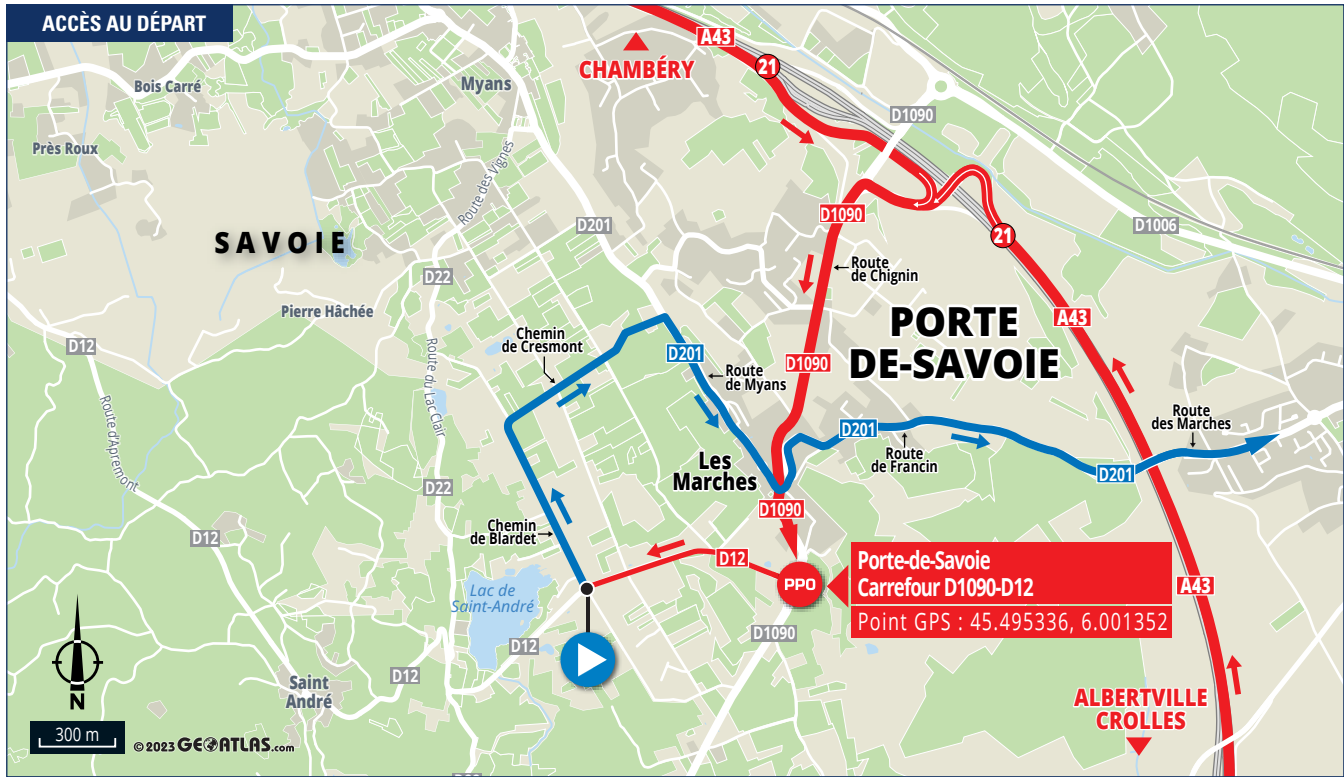 ACCÈS AU DÉPART
A43
CHAMBÉRY
21
Bois Carré
Myans
D1090
Près Roux
Route des Vignes
D201
D1090
D1006
21
SAVOIE
D22
Route
de Chignin
Pierre Hâchée
A43
PORTE
DE-SAVOIE
Chemin
de Cresmont
D12
Route du Lac Clair
D201
D1090
Route
de Myans
Route d'Apremont
Route
des Marches
D201
Route
de Francin
Les
Marches
D201
D22
D1090
Chemin
de Blardet
D12
D12
PPO
Porte-de-Savoie
Carrefour D1090-D12
Point GPS : 45.495336, 6.001352
A43
Lac de
Saint-André
D1090
D12
D12
Saint
André
N
ALBERTVILLE
CROLLES
300 m
© 2023 GEOATLAS.com